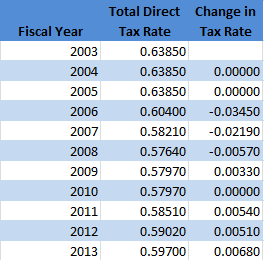 Total Direct Change in
Fiscal Year Tax Rate Tax Rate
2003 0.63850
2004 0.63850 0.00000
2005 0.63850 0.00000
2006 0.60400 -0.03450
2007 0.58210 -0.02190
2008 0.57640 -0.00570
2009 0.57970 0.00330
2010 0.57970 0.00000
2011 0.58510 0.00540
2012 0.59020 0.00510
2013 0.59700 0.00680